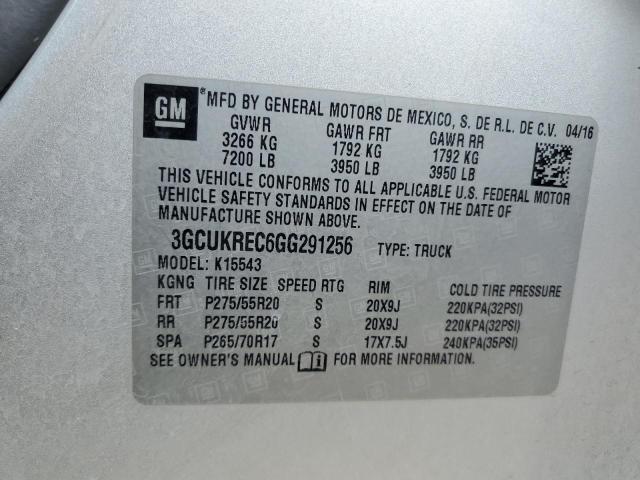 GM ® MFD BY GENERAL MOTORS DE MEXICO, S. DE R.L. DE C.V. 04/16
GVWR GAWR FRT GAWR RR
3266 KG 1792 KG 1792 KG
7200 LB 3950 LB 3950 LB
THIS VEHICLE CONFORMS TO ALL APPLICABLE U.S. FEDERAL MOTOR
VEHICLE SAFETY STANDARDS IN EFFECT ON THE DATE OF
MANUFACTURE SHOWN ABOVE.
3GCUKREC6GG291256 TYPE: TRUCK
MODEL: K15543
KGNG TIRE SIZE SPEED RTG RIM COLD TIRE PRESSURE
FRT P275/55R20 S 20X9J 220KPA(32PSI)
RR P275/55R20 S 20X9J 220KPA(32PSI)
SPA P265/70R17 S 17X7.5J 240KPA(35PSI)
SEE OWNER'S MANUAL FOR MORE INFORMATION.